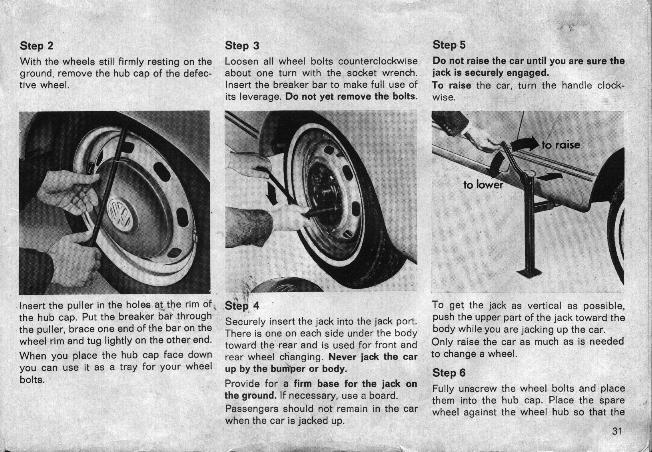 Step 2
With the wheels still firmly resting on the
ground, remove the hub cap of the defec-
tive wheel.
Insert the puller in the holes at the rim of
the hub cap. Put the breaker bar through
the puller, brace one end of the bar on the
wheel rim and tug lightly on the other end.
When you place the hub cap face down
you can use it as a tray for your wheel
bolts.
Step 3
Loosen all wheel bolts counterclockwise
about one turn with the socket wrench.
Insert the breaker bar to make full use of
its leverage. Do not yet remove the bolts.
Step 4
Securely insert the jack into the jack port.
There is one on each side under the body
toward the rear and is used for front and
rear wheel changing. Never jack the car
up by the bumper or body.
Provide for a firm base for the jack on
the ground. If necessary, use a board.
Passengers should not remain in the car
when the car is jacked up.
Step 5
Do not raise the car until you are sure the
jack is securely engaged.
To raise the car, turn the handle clock-
wise.
to raise
to lower
To get the jack as vertical as possible,
push the upper part of the jack toward the
body while you are jacking up the car.
Only raise the car as much as is needed
to change a wheel.
Step 6
Fully unscrew the wheel bolts and place
them into the hub cap. Place the spare
wheel against the wheel hub so that the
31